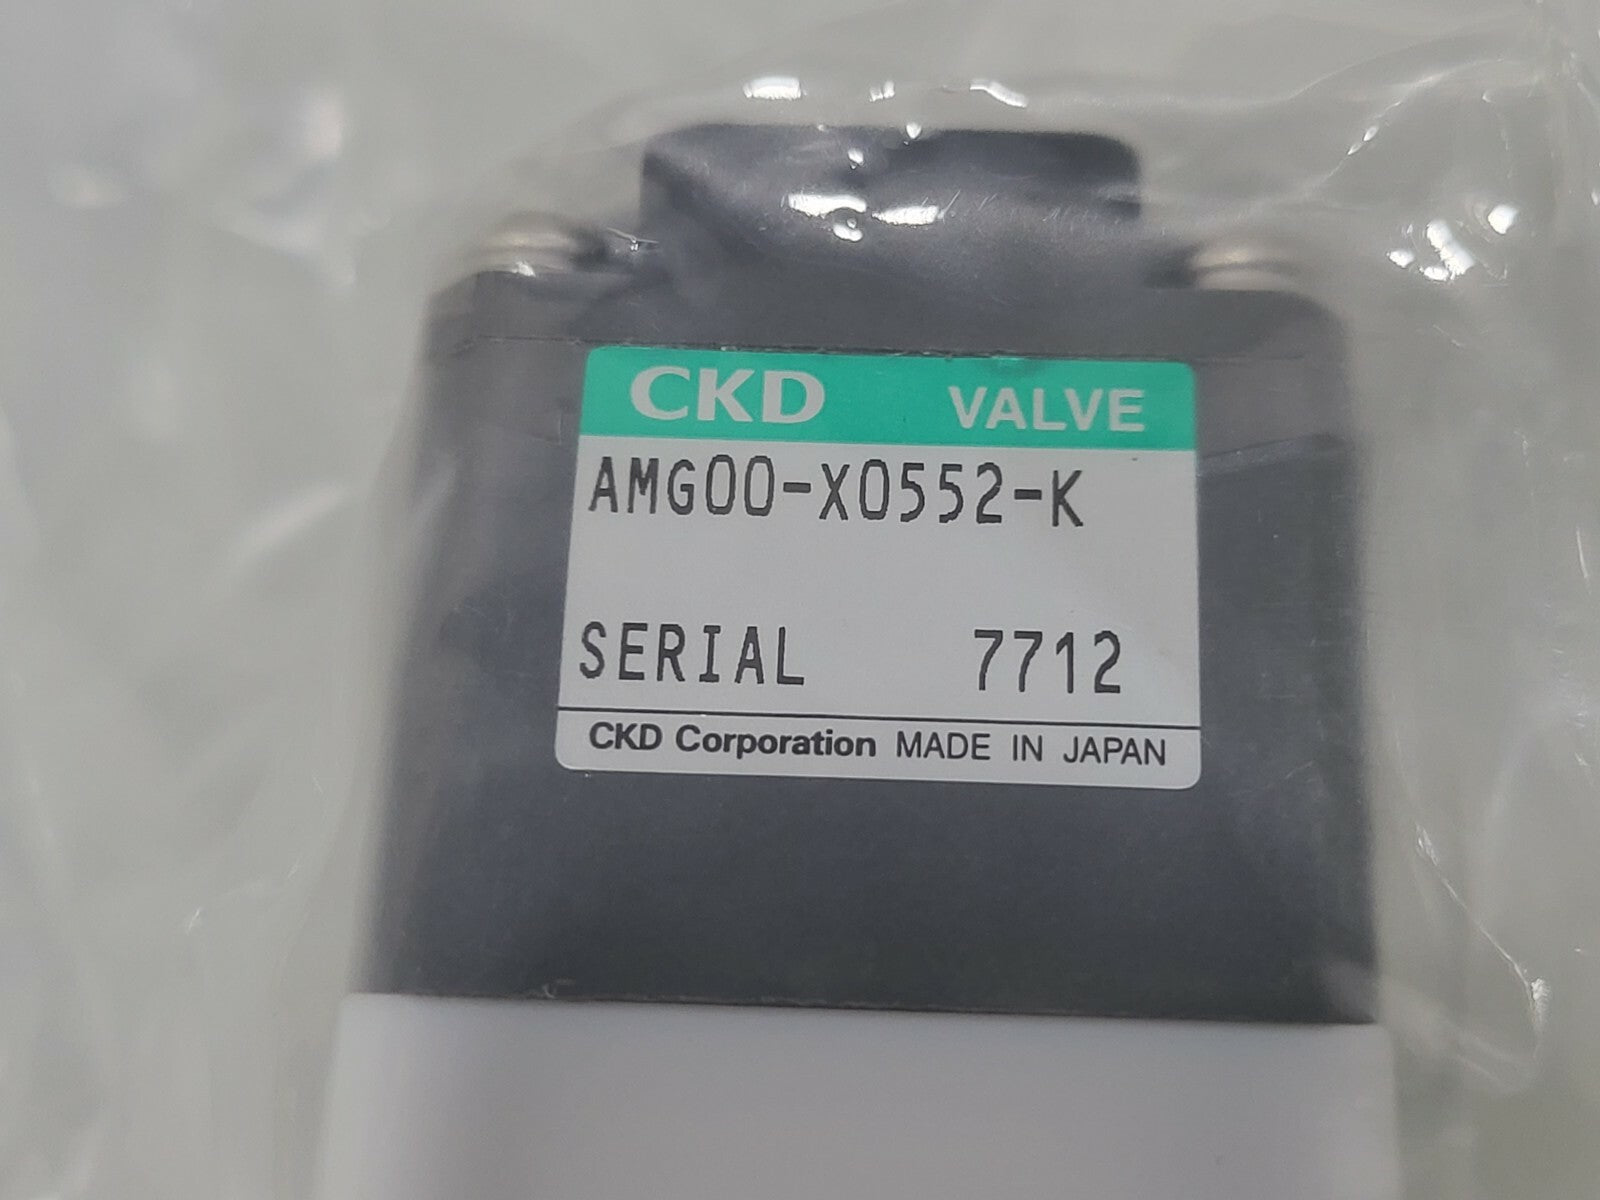 CKD VALVE
AMG00-X0552-K
SERIAL 7712
CKD Corporation MADE IN JAPAN